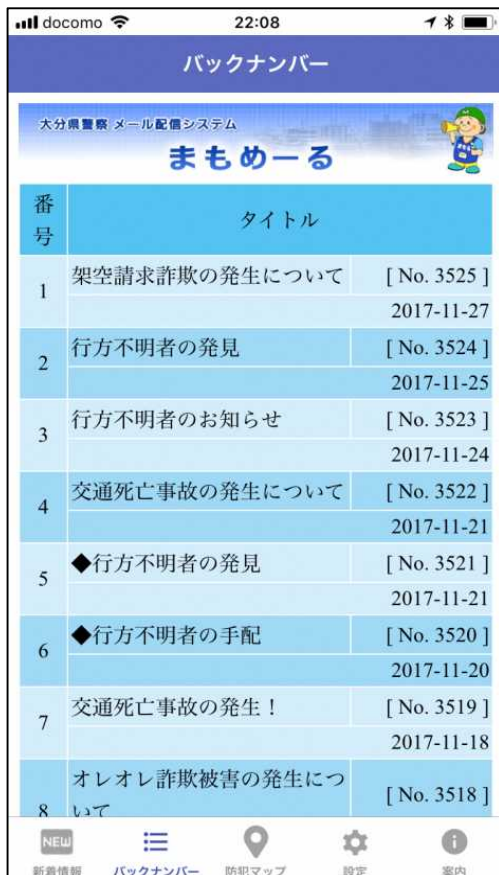 docomo 22:08
バックナンバー
大分県警察 メール配信システム
まもめーる
番号 タイトル
1 架空請求詐欺の発生について [ No. 3525 ]
2017-11-27
2 行方不明者の発見 [ No. 3524 ]
2017-11-25
3 行方不明者のお知らせ [ No. 3523 ]
2017-11-24
4 交通死亡事故の発生について [ No. 3522 ]
2017-11-21
5 ◆行方不明者の発見 [ No. 3521 ]
2017-11-21
6 ◆行方不明者の手配 [ No. 3520 ]
2017-11-20
7 交通死亡事故の発生！ [ No. 3519 ]
2017-11-18
8 オレオレ詐欺被害の発生につ [ No. 3518 ]
いて
NEW
新着情報 バックナンバー 防犯マップ 設定 案内